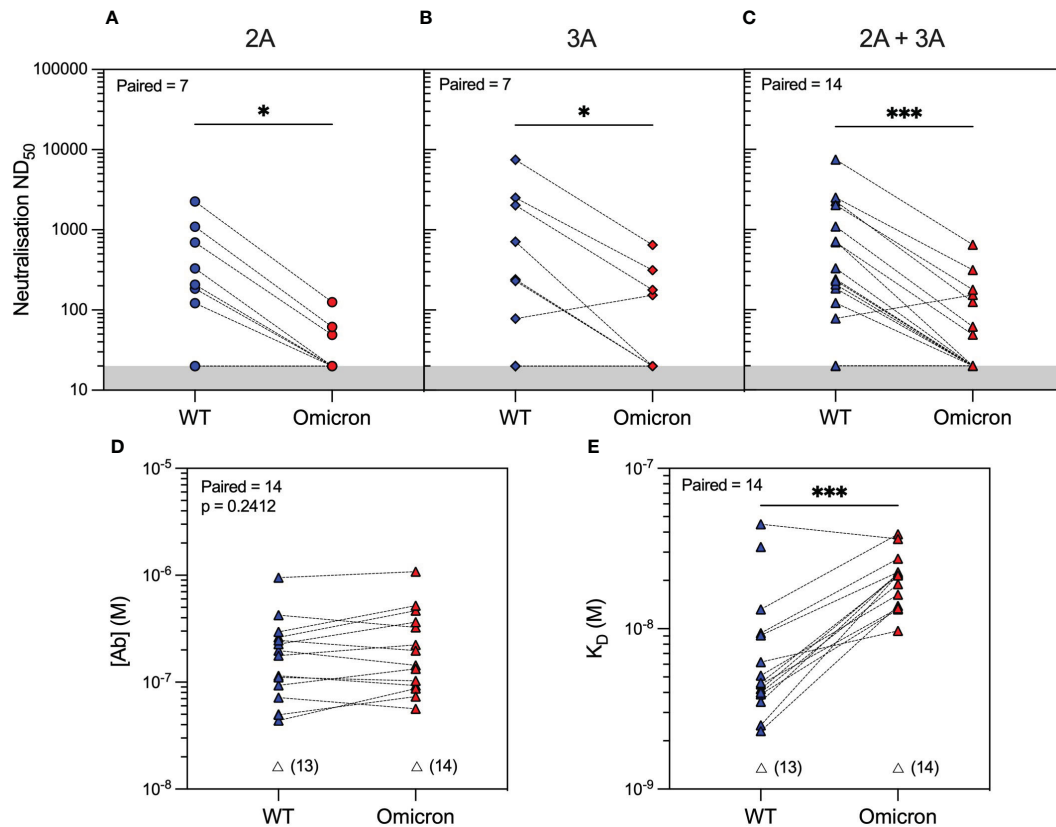 A
2A
B
3A
C
2A + 3A
Neutralisation ND50
100000
10000
1000
100
10
Paired = 7
*
WT
Omicron
Paired = 7
*
WT
Omicron
Paired = 14
***
WT
Omicron
D
[Ab] (M)
10-5
10-6
10-7
10-8
Paired = 14
p = 0.2412
(13)
(14)
WT
Omicron
E
KD (M)
10-7
10-8
10-9
Paired = 14
***
(13)
(14)
WT
Omicron